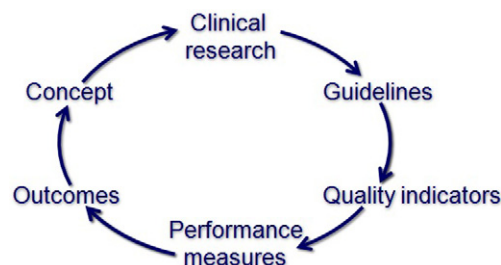 Clinical
research
Guidelines
Quality indicators
Performance
measures
Outcomes
Concept